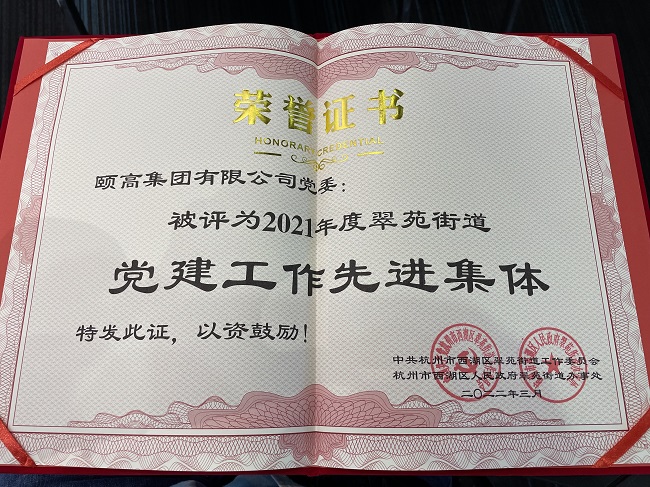 荣誉证书
HONORARY CREDENTIAL
颐高集团有限公司党委：
被评为2021年度翠苑街道
党建工作先进集体
特发此证，以资鼓励！
中共杭州市西湖区翠苑街道工作委员会
杭州市西湖区人民政府翠苑街道办事处
二〇二二年三月